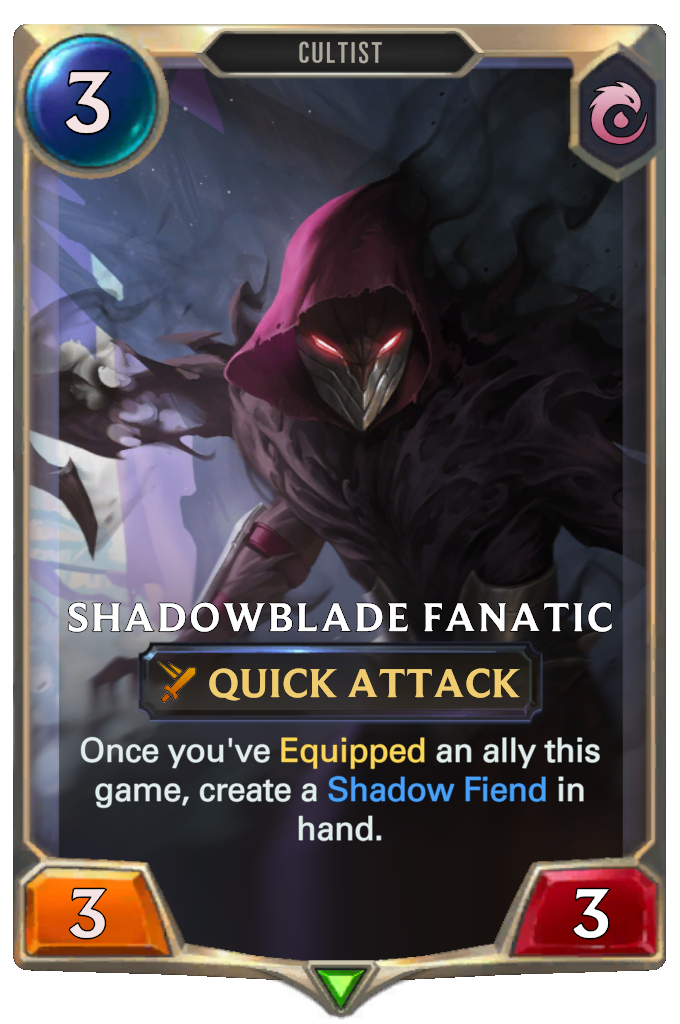 CULTIST
3
SHADOWBLADE FANATIC
QUICK ATTACK
Once you've Equipped an ally this
game, create a Shadow Fiend in
hand.
3
3